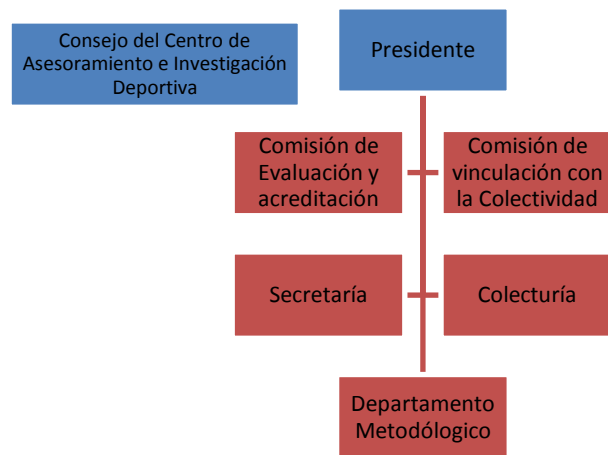 Consejo del Centro de
Asesoramiento e Investigación
Deportiva
Presidente
Comisión de
Evaluación y
acreditación
Comisión de
vinculación con
la Colectividad
Secretaría
Colecturía
Departamento
Metodólogico